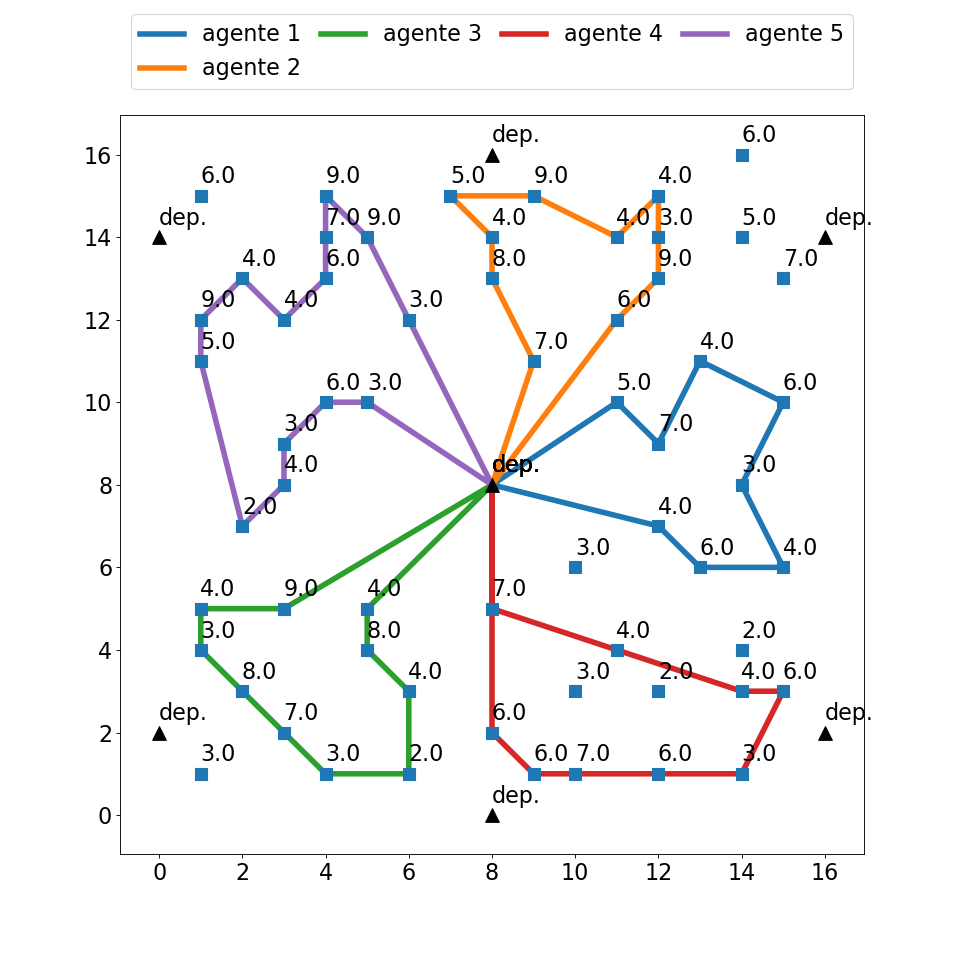 agente 1 agente 3 agente 4 agente 5
agente 2
6.0
dep.
16
6.0 9.0 5.0 9.0 4.0
dep. 7.0 9.0 4.0 4.0 3.0 5.0 dep.
14
4.0 6.0 8.0 9.0 7.0
9.0 4.0 3.0 6.0
12
5.0 7.0 4.0
6.0 3.0 5.0 6.0
10
3.0 7.0
4.0 dep. dep. 3.0
8
2.0 4.0
3.0 6.0 4.0
6
4.0 9.0 4.0 7.0
3.0 8.0 4.0 2.0
4
8.0 4.0 3.0 2.0 4.0 6.0
dep. 7.0 6.0 dep.
2
3.0 3.0 2.0 6.0 7.0 6.0 3.0
dep.
0
0 2 4 6 8 10 12 14 16